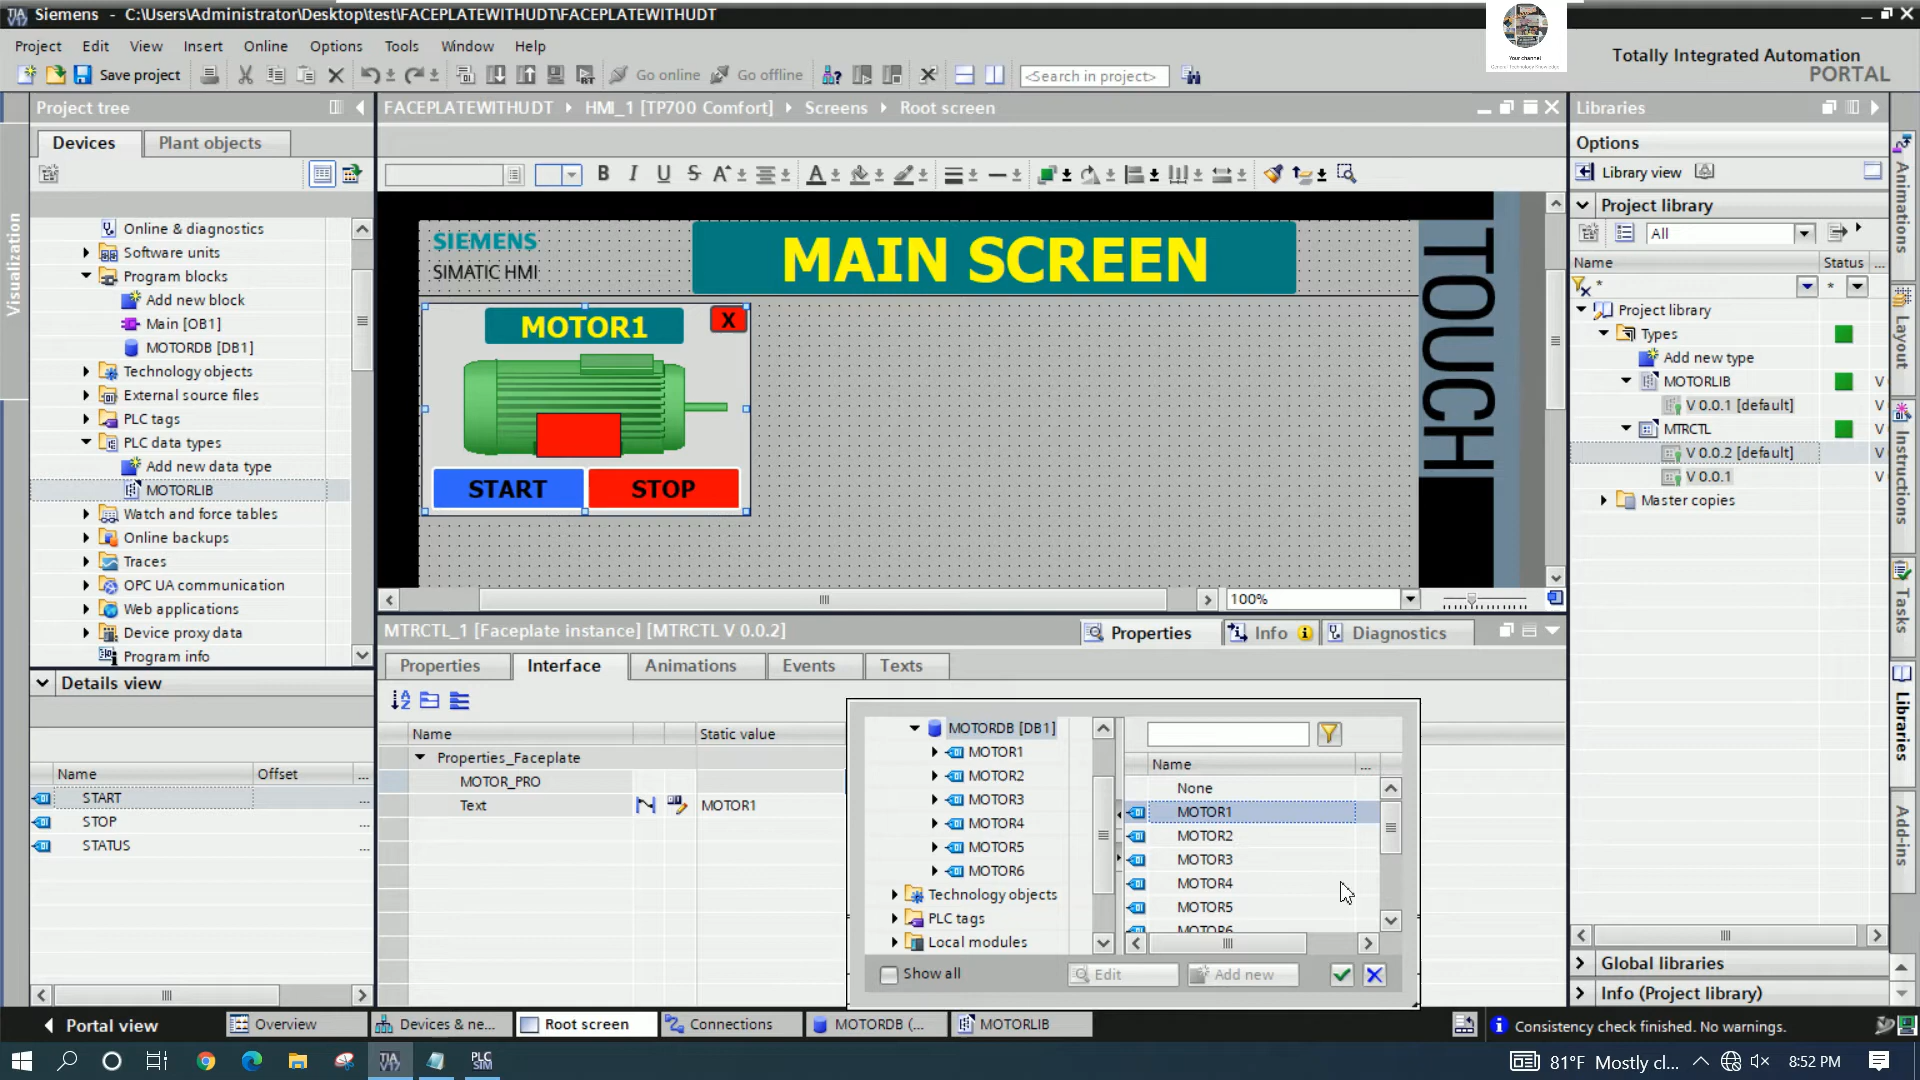 Siemens - C:\Users\Administrator\Desktop\test\FACEPLATEWITHUDT\FACEPLATEWITHUDT
Project Edit View Insert Online Options Tools Window Help
Your channel
Totally Integrated Automation
PORTAL
Save project
Go online
Go offline
<Search in project>
Project tree
Devices
Plant objects
Online & diagnostics
Software units
Program blocks
Add new block
Main [OB1]
MOTORDB [DB1]
Technology objects
External source files
PLC tags
PLC data types
Add new data type
MOTORLIB
Watch and force tables
Online backups
Traces
OPC UA communication
Web applications
Device proxy data
Program info
Visualization
Details view
Name Offset ...
START ...
STOP ...
STATUS ...
FACEPLATEWITHUDT HMI_1 [TP700 Comfort] Screens Root screen
SIEMENS
SIMATIC HMI
MAIN SCREEN
TOUCH
MOTOR1
X
START
STOP
100%
MTRCTL_1 [Faceplate instance] [MTRCTL V 0.0.2]
Properties Info Diagnostics
Properties Interface Animations Events Texts
Name Static value
Properties_Faceplate
MOTOR_PRO
Text MOTOR1
MOTORDB [DB1]
MOTOR1
MOTOR2
MOTOR3
MOTOR4
MOTOR5
MOTOR6
Technology objects
PLC tags
Local modules
Name ...
None
MOTOR1
MOTOR2
MOTOR3
MOTOR4
MOTOR5
MOTOR6
Show all
Edit
Add new
Libraries
Options
Library view
Project library
All
Name Status ...
* *
Project library
Types
Add new type
MOTORLIB V
V 0.0.1 [default] V
MTRCTL V
V 0.0.2 [default] V
V 0.0.1 V
Master copies
Global libraries
Info (Project library)
Animations
Layout
Instructions
Tasks
Libraries
Add-ins
Portal view
Overview
Devices & ne...
Root screen
Connections
MOTORDB (...
MOTORLIB
Consistency check finished. No warnings.
81°F Mostly cl...
8:52 PM